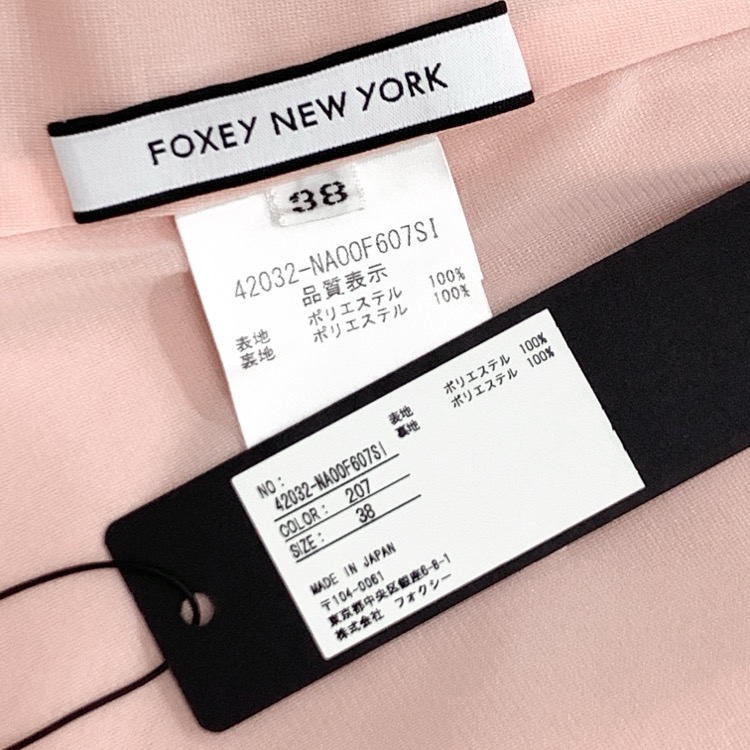 FOXEY NEW YORK
38
42032-NA00F607SI
品質表示
表地 ポリエステル 100%
裏地 ポリエステル 100%
表地 ポリエステル 100%
裏地 ポリエステル 100%
NO:
42032-NA00F607SI
COLOR: 207
SIZE: 38
MADE IN JAPAN
〒104-0061
東京都中央区銀座6-8-1
株式会社 フォクシー